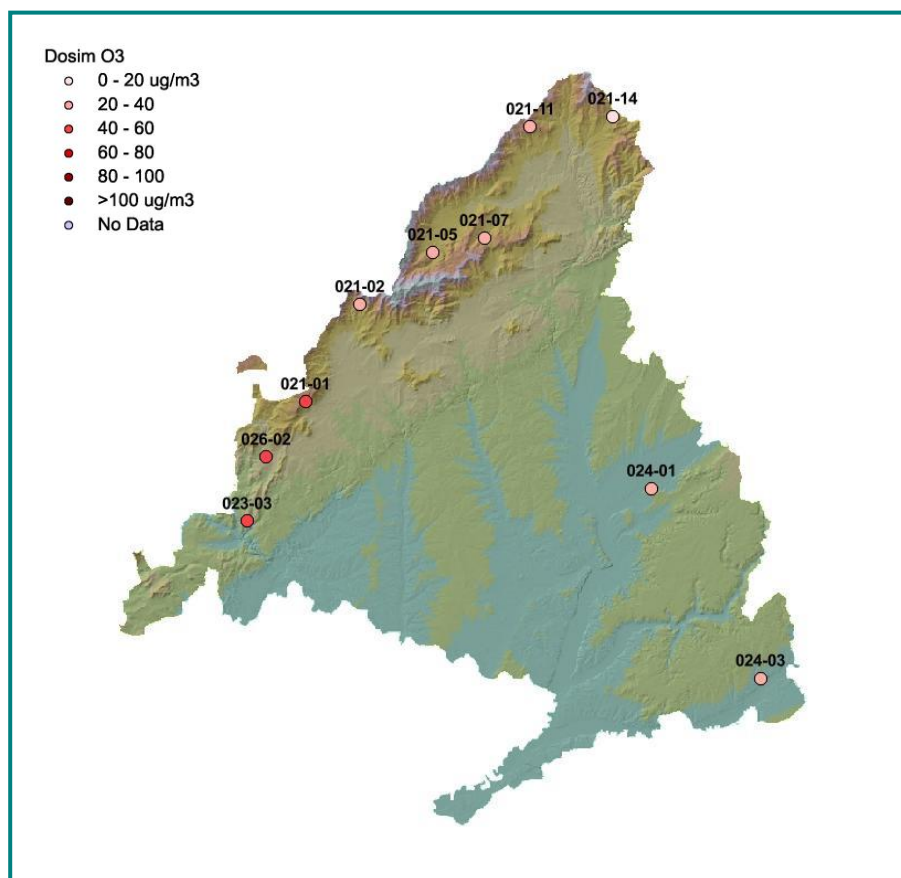 Dosim O3
0 - 20 ug/m3
20 - 40
40 - 60
60 - 80
80 - 100
>100 ug/m3
No Data
021-14
021-11
021-07
021-05
021-02
021-01
026-02
024-01
023-03
024-03